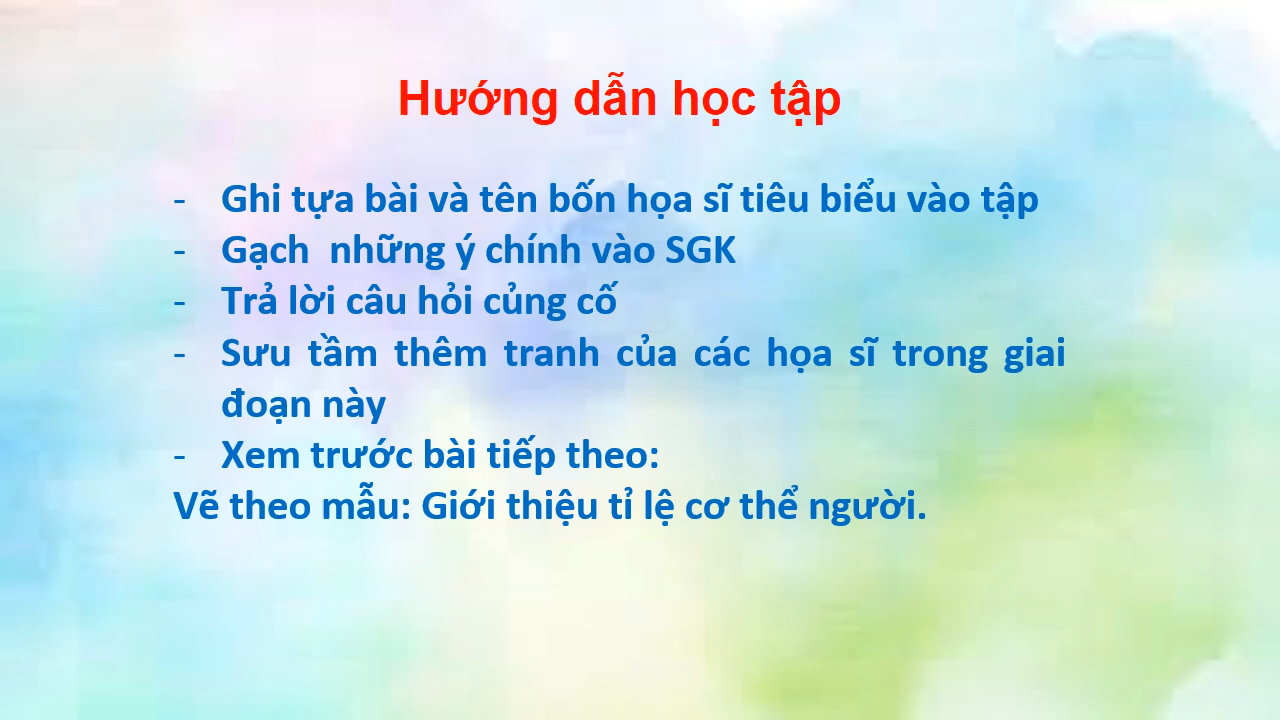 Hướng dẫn học tập
- Ghi tựa bài và tên bốn họa sĩ tiêu biểu vào tập
- Gạch  những ý chính vào SGK
- Trả lời câu hỏi củng cố
- Sưu tầm thêm tranh của các họa sĩ trong giai
đoạn này
- Xem trước bài tiếp theo:
Vẽ theo mẫu: Giới thiệu tỉ lệ cơ thể người.